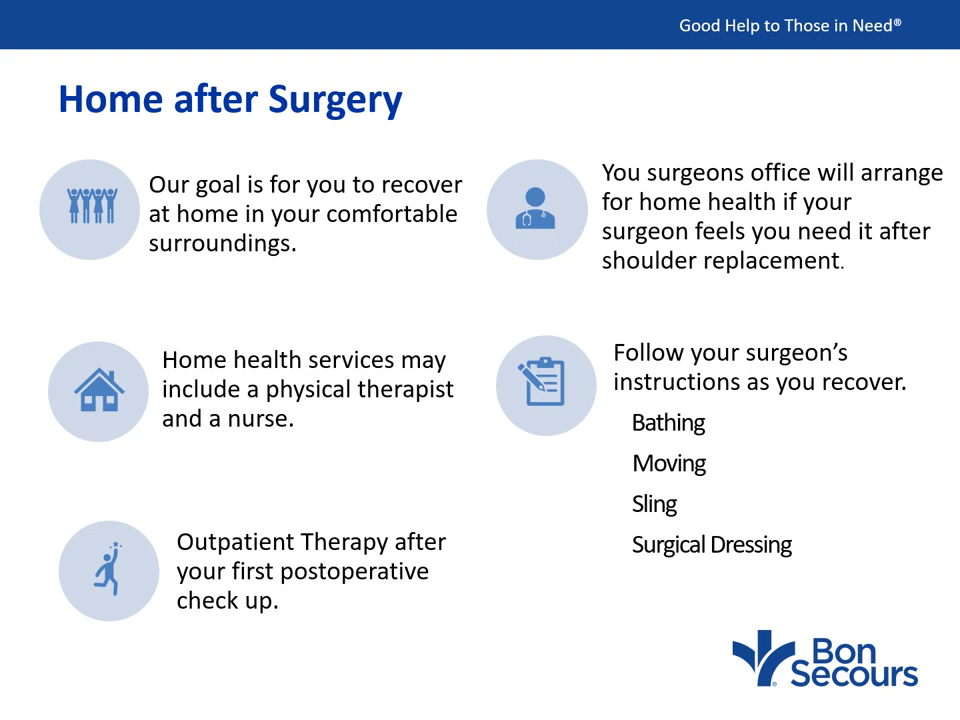 Good Help to Those in Need®
Home after Surgery
Our goal is for you to recover
at home in your comfortable
surroundings.
Home health services may
include a physical therapist
and a nurse.
Outpatient Therapy after
your first postoperative
check up.
You surgeons office will arrange
for home health if your
surgeon feels you need it after
shoulder replacement.
Follow your surgeon’s
instructions as you recover.
Bathing
Moving
Sling
Surgical Dressing
Bon
Secours
®